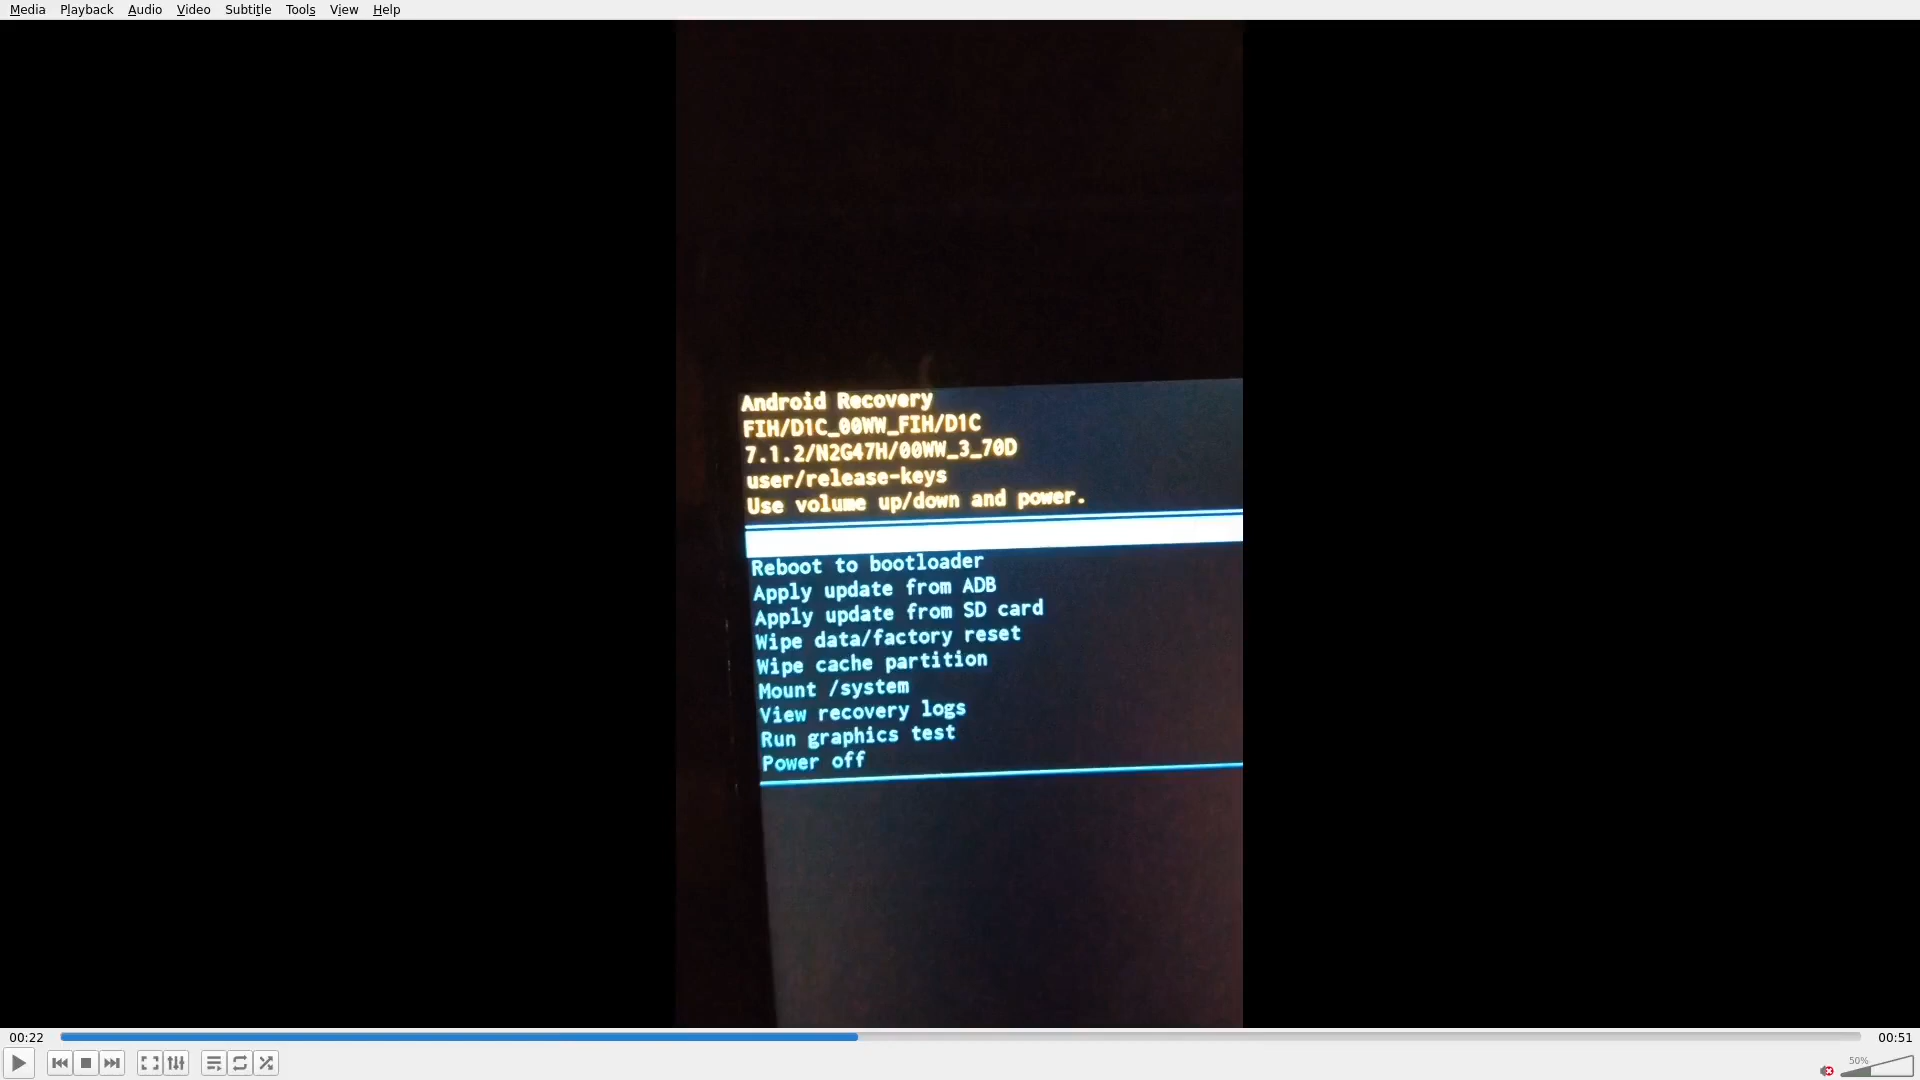 Media Playback Audio Video Subtitle Tools View Help
Android Recovery
FIH/D1C_00WW_FIH/D1C
7.1.2/N2G47H/00WW_3_70D
user/release-keys
Use volume up/down and power.
Reboot to bootloader
Apply update from ADB
Apply update from SD card
Wipe data/factory reset
Wipe cache partition
Mount /system
View recovery logs
Run graphics test
Power off
00:22 00:51
50%